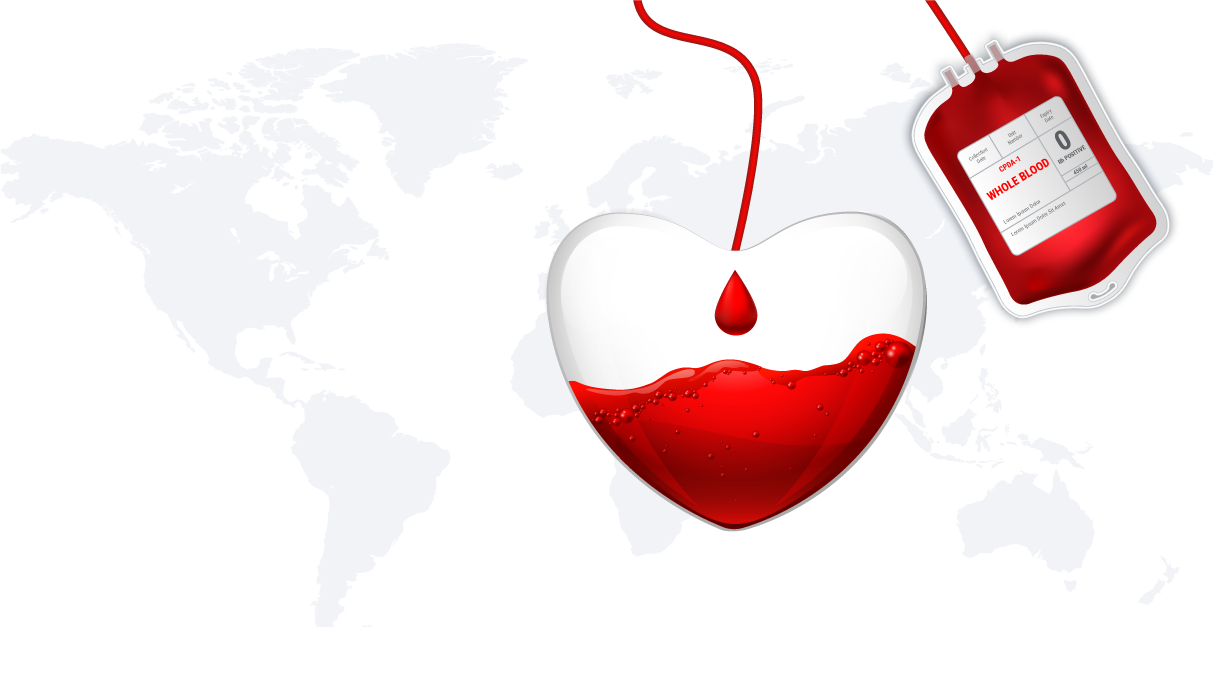 Collection
Date
Unit
Number
Expiry
Date
CPDA-1
WHOLE BLOOD
O
Rh POSITIVE
450 ml
Lorem Ipsum Dolor
Lorem Ipsum Dolor Sit Amet